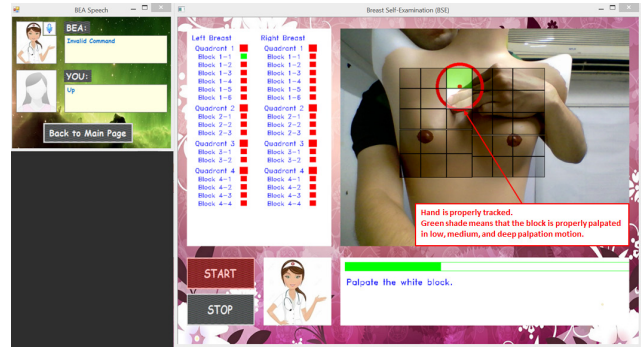 BEA Speech
BEA:
Invalid Command
YOU:
Up
Back to Main Page
Breast Self-Examination (BSE)
Left Breast
Quadrant 1
Block 1-1
Block 1-2
Block 1-3
Block 1-4
Block 1-5
Block 1-6
Quadrant 2
Block 2-1
Block 2-2
Block 2-3
Quadrant 3
Block 3-1
Block 3-2
Quadrant 4
Block 4-1
Block 4-2
Block 4-3
Block 4-4
Right Breast
Quadrant 1
Block 1-1
Block 1-2
Block 1-3
Block 1-4
Block 1-5
Block 1-6
Quadrant 2
Block 2-1
Block 2-2
Block 2-3
Quadrant 3
Block 3-1
Block 3-2
Quadrant 4
Block 4-1
Block 4-2
Block 4-3
Block 4-4
Hand is properly tracked.
Green shade means that the block is properly palpated
in low, medium, and deep palpation motion.
START
STOP
Palpate the white block.